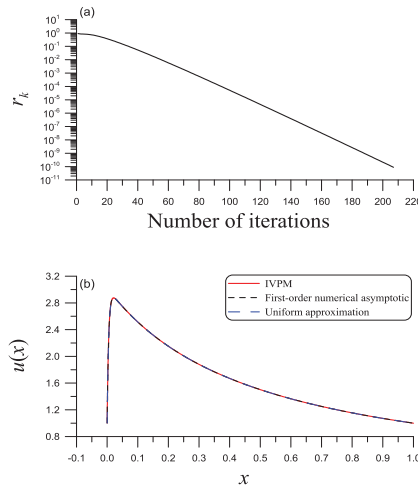 (a)
10^1
10^0
10^-1
10^-2
10^-3
10^-4
10^-5
10^-6
10^-7
10^-8
10^-9
10^-10
10^-11
r_k
0 20 40 60 80 100 120 140 160 180 200 220
Number of iterations
(b)
3.2
2.8
2.4
2.0
1.6
1.2
0.8
u(x)
IVPM
First-order numerical asymptotic
Uniform approximation
-0.1 0.0 0.1 0.2 0.3 0.4 0.5 0.6 0.7 0.8 0.9 1.0
x